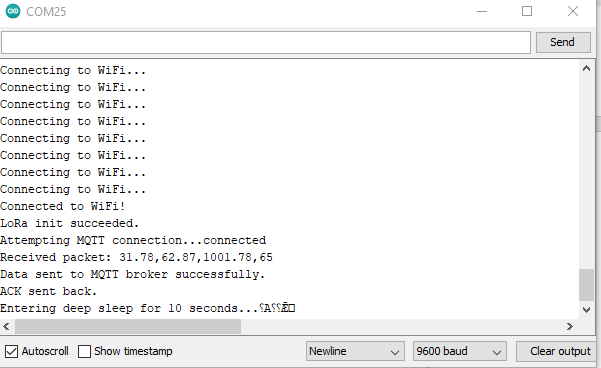 COM25
Send
Connecting to WiFi...
Connecting to WiFi...
Connecting to WiFi...
Connecting to WiFi...
Connecting to WiFi...
Connecting to WiFi...
Connecting to WiFi...
Connecting to WiFi...
Connected to WiFi!
LoRa init succeeded.
Attempting MQTT connection...connected
Received packet: 31.78,62.87,1001.78,65
Data sent to MQTT broker successfully.
ACK sent back.
Entering deep sleep for 10 seconds...
Autoscroll Show timestamp Newline 9600 baud Clear output